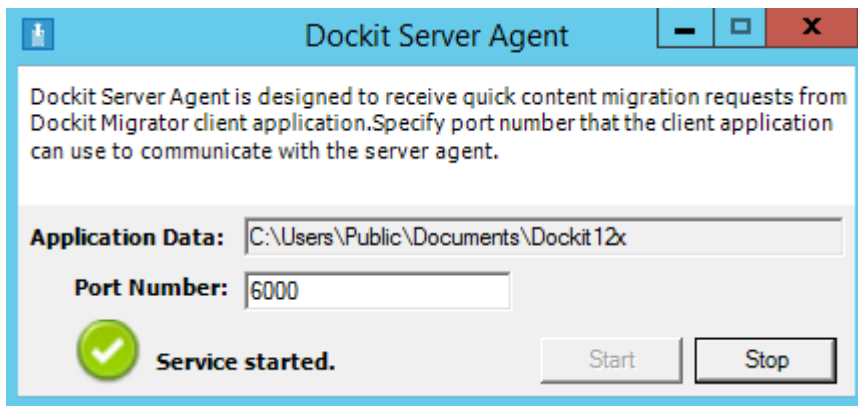 Dockit Server Agent
Dockit Server Agent is designed to receive quick content migration requests from
Dockit Migrator client application.Specify port number that the client application
can use to communicate with the server agent.
Application Data: C:\Users\Public\Documents\Dockit12x
Port Number: 6000
Service started. Start Stop